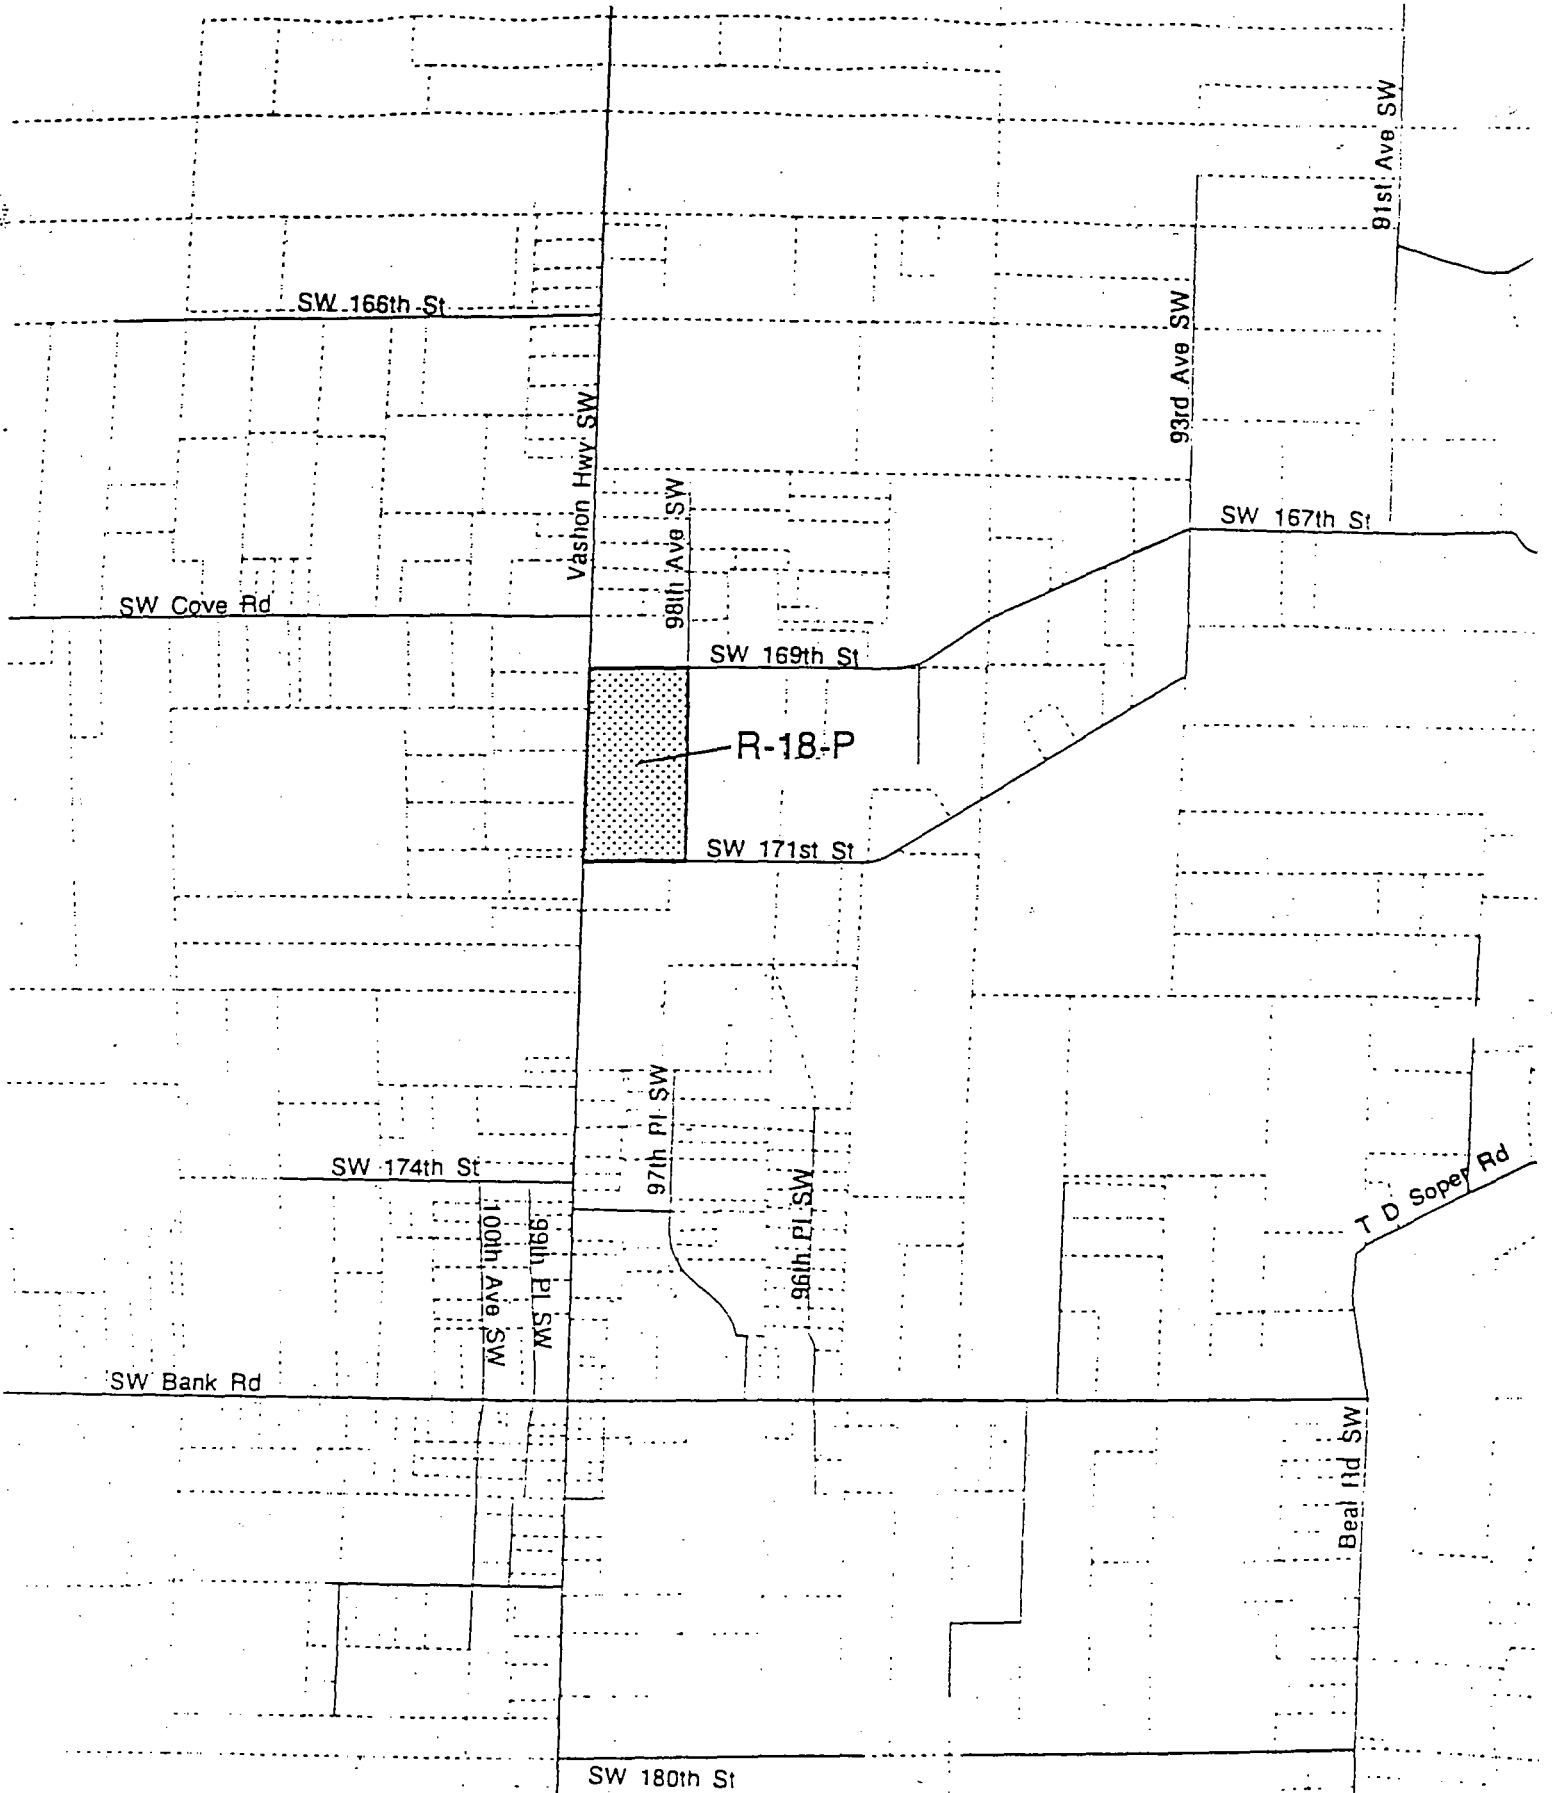 91st Ave SW
SW 166th St
93rd Ave SW
Vashon Hwy SW
98th Ave SW
SW 167th St
SW Cove Rd
SW 169th St
R-18-P
SW 171st St
97th Pl SW
SW 174th St
T D Soper Rd
96th Pl SW
100th Ave SW
99th Pl SW
SW Bank Rd
Beal Rd SW
SW 180th St